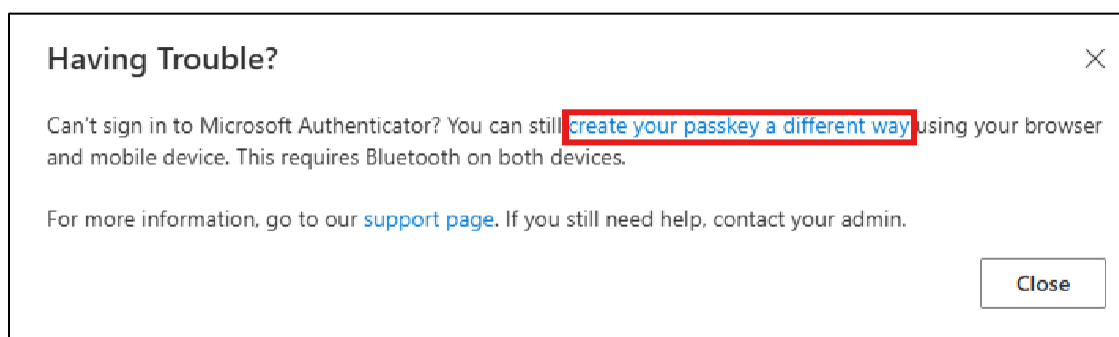 Having Trouble?
Can't sign in to Microsoft Authenticator? You can still create your passkey a different way using your browser
and mobile device. This requires Bluetooth on both devices.
For more information, go to our support page. If you still need help, contact your admin.
Close